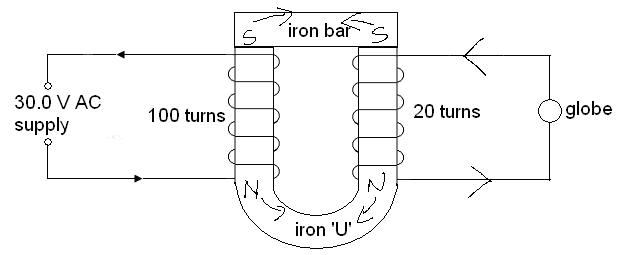 S iron bar S
30.0 V AC
supply
100 turns
20 turns
globe
N
N
iron 'U'